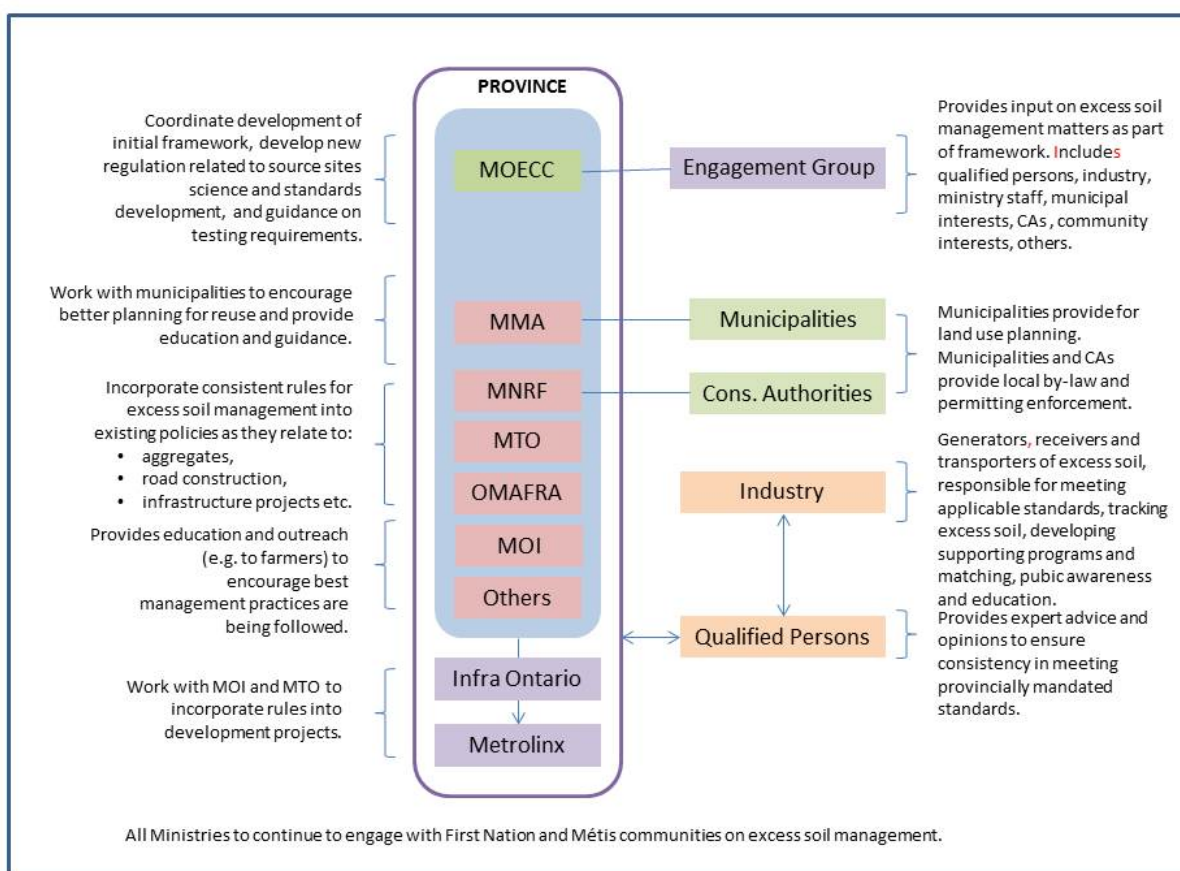 PROVINCE
Coordinate development of
initial framework, develop new
regulation related to source sites
science and standards
development, and guidance on
testing requirements.
MOECC
Engagement Group
Provides input on excess soil
management matters as part
of framework. Includes
qualified persons, industry,
ministry staff, municipal
interests, CAs , community
interests, others.
Work with municipalities to encourage
better planning for reuse and provide
education and guidance.
MMA
Municipalities
Municipalities provide for
land use planning.
Municipalities and CAs
provide local by-law and
permitting enforcement.
Incorporate consistent rules for
excess soil management into
existing policies as they relate to:
• aggregates,
• road construction,
• infrastructure projects etc.
MNRF
Cons. Authorities
MTO
OMAFRA
Industry
Generators, receivers and
transporters of excess soil,
responsible for meeting
applicable standards, tracking
excess soil, developing
supporting programs and
matching, pubic awareness
and education.
Provides education and outreach
(e.g. to farmers) to
encourage best
management practices are
being followed.
MOI
Others
Qualified Persons
Provides expert advice and
opinions to ensure
consistency in meeting
provincially mandated
standards.
Work with MOI and MTO to
incorporate rules into
development projects.
Infra Ontario
Metrolinx
All Ministries to continue to engage with First Nation and Métis communities on excess soil management.